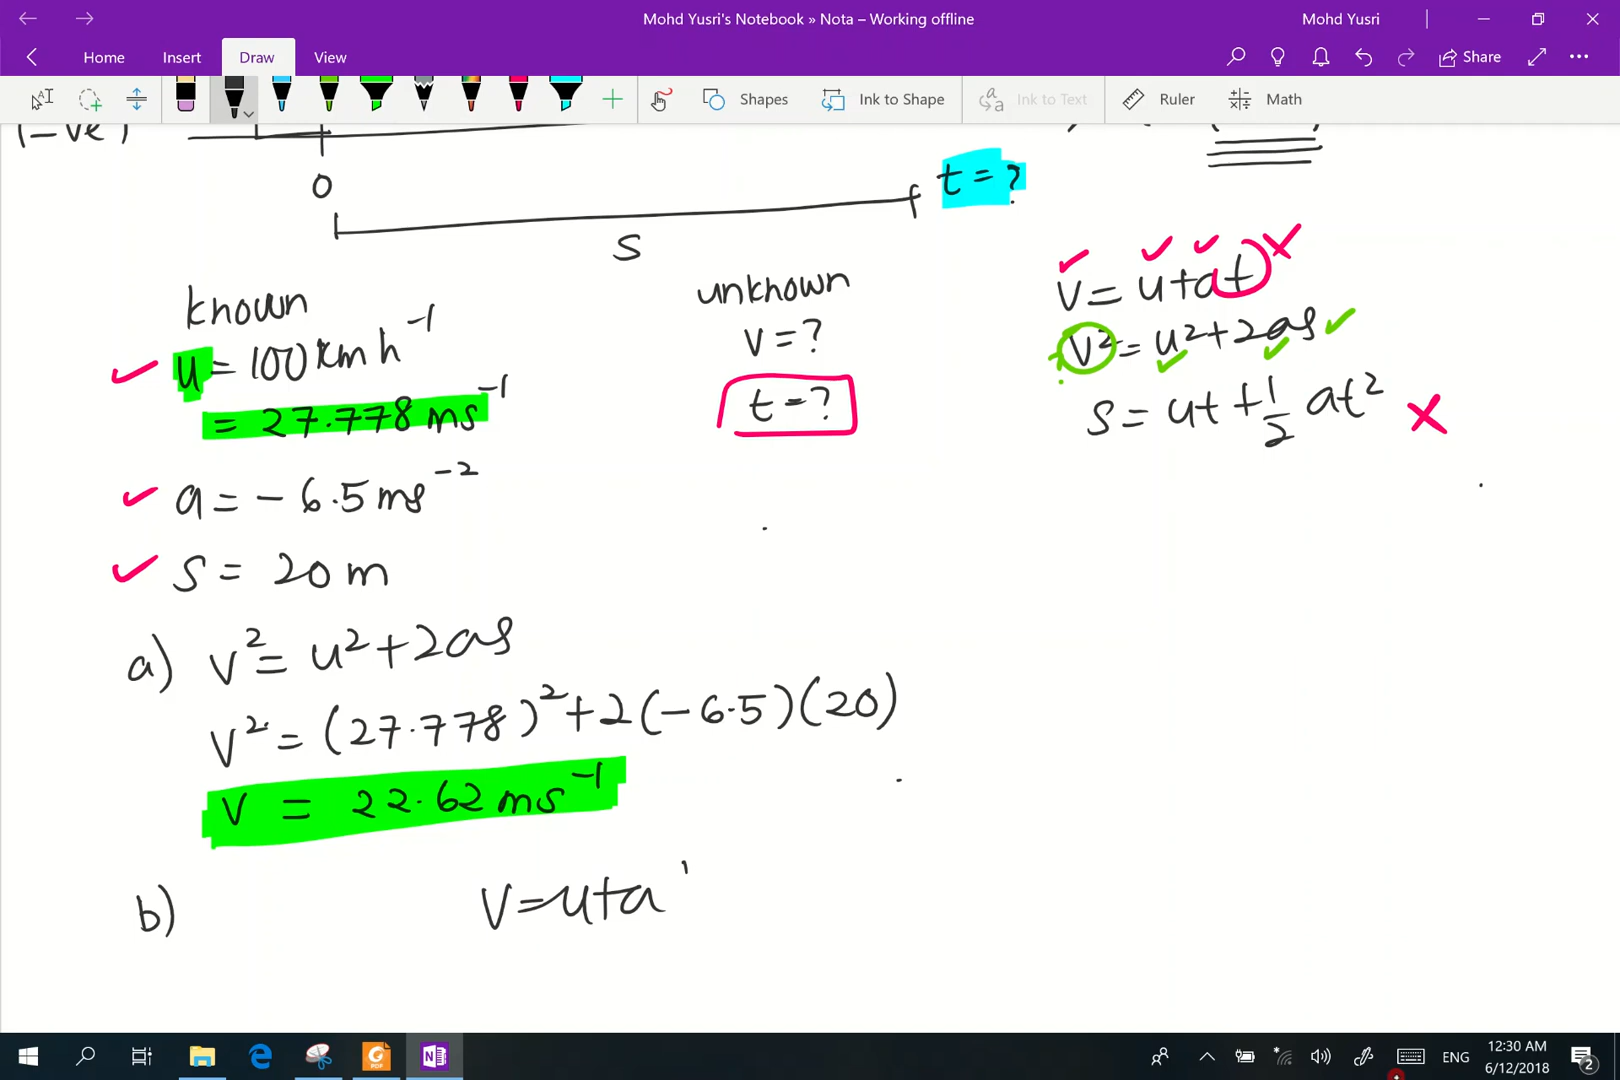 Mohd Yusri's Notebook » Nota – Working offline
Mohd Yusri
Home Insert Draw View
Share
Shapes
Ink to Shapes
Ink to Text
Ruler
Math
(-ve)
0
t = ?
s
known
u = 100 km h⁻¹
= 27.778 ms⁻¹
a = - 6.5 ms⁻²
s = 20 m
unknown
v = ?
t = ?
v = u+at
v² = u²+2as
s = ut + 1/2 at²
a) v² = u²+2as
v² = (27.778)² + 2(-6.5)(20)
v = 22.62 ms⁻¹
b) v = u+a
ENG
12:30 AM
6/12/2018
2